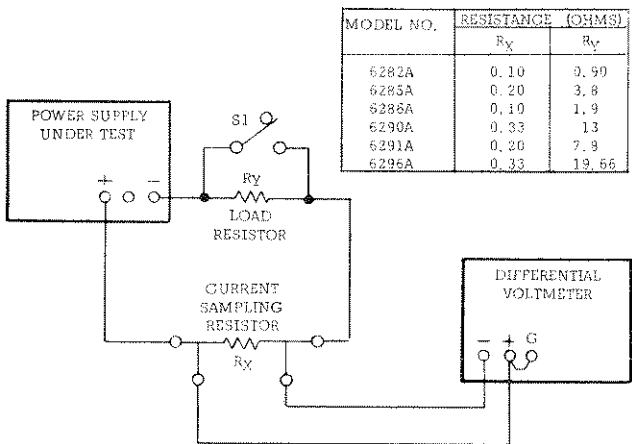 MODEL NO. RESISTANCE (OHMS)
RX RY
6282A 0.10 0.90
6285A 0.20 3.8
6286A 0.10 1.9
6290A 0.33 13
6291A 0.20 7.8
6296A 0.33 19.66
POWER SUPPLY
UNDER TEST
+ -
S1
RY
LOAD
RESISTOR
CURRENT
SAMPLING
RESISTOR
RX
DIFFERENTIAL
VOLTMETER
- + G